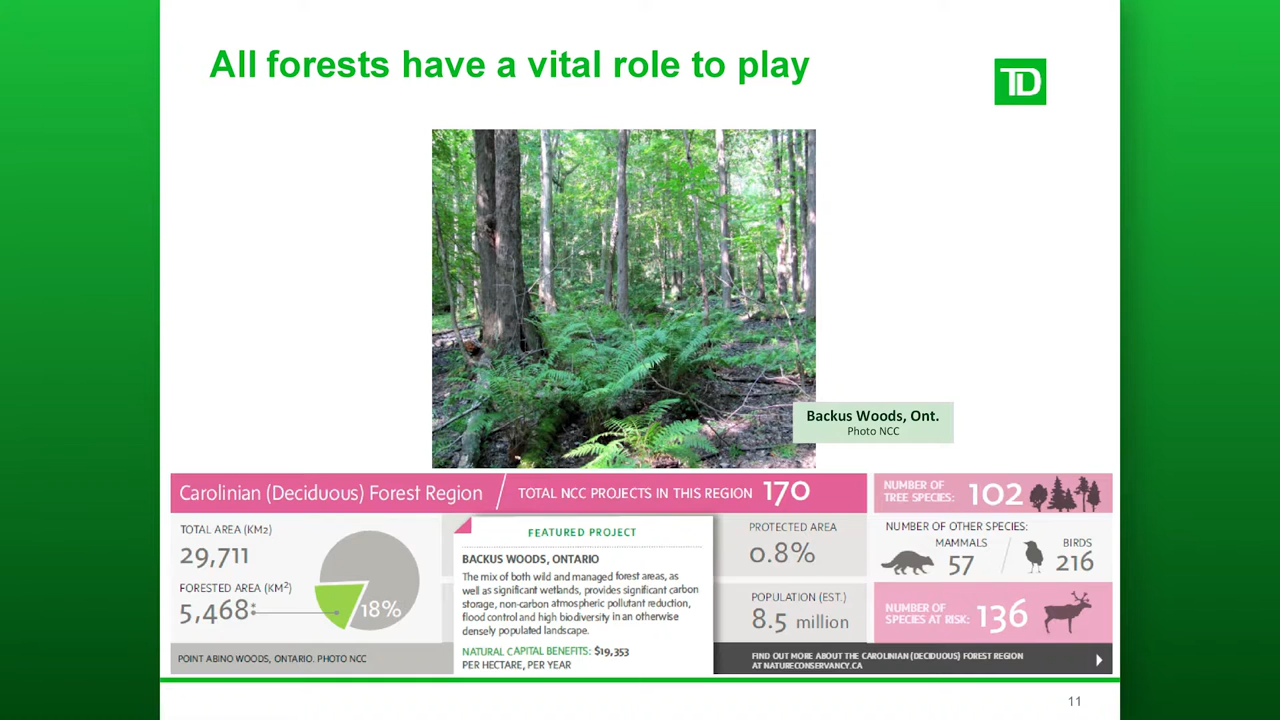 All forests have a vital role to play
TD
Backus Woods, Ont.
Photo NCC
Carolinian (Deciduous) Forest Region
TOTAL NCC PROJECTS IN THIS REGION 170
NUMBER OF
TREE SPECIES: 102
TOTAL AREA (KM2)
29,711
FORESTED AREA (KM²)
5,468
18%
POINT ABINO WOODS, ONTARIO. PHOTO NCC
FEATURED PROJECT
BACKUS WOODS, ONTARIO
The mix of both wild and managed forest areas, as
well as significant wetlands, provides significant carbon
storage, non-carbon atmospheric pollutant reduction,
flood control and high biodiversity in an otherwise
densely populated landscape.
NATURAL CAPITAL BENEFITS: $19,353
PER HECTARE, PER YEAR
PROTECTED AREA
0.8%
POPULATION (EST.)
8.5 million
NUMBER OF OTHER SPECIES:
MAMMALS
57
BIRDS
216
NUMBER OF
SPECIES AT RISK: 136
FIND OUT MORE ABOUT THE CAROLINIAN (DECIDUOUS) FOREST REGION
AT NATURECONSERVANCY.CA
11